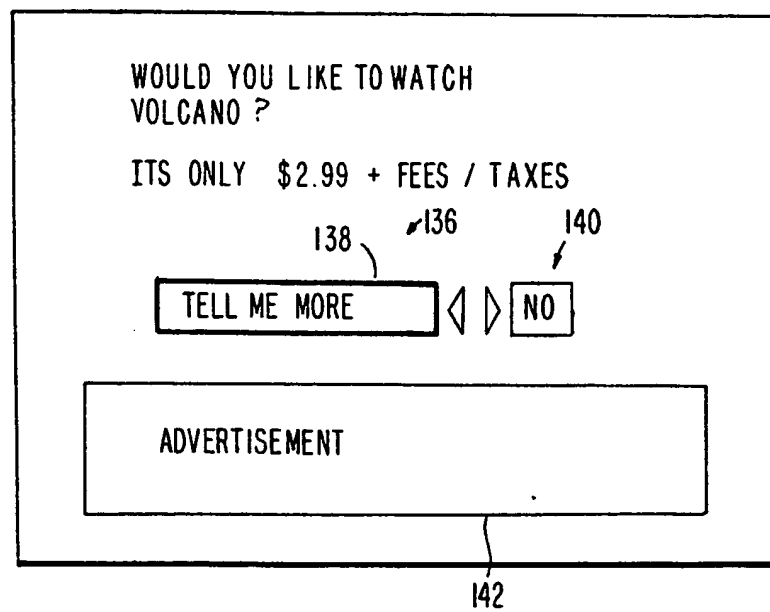 WOULD YOU LIKE TO WATCH
VOLCANO ?
ITS ONLY $2.99 + FEES / TAXES
138 136 140
TELL ME MORE NO
ADVERTISEMENT
142